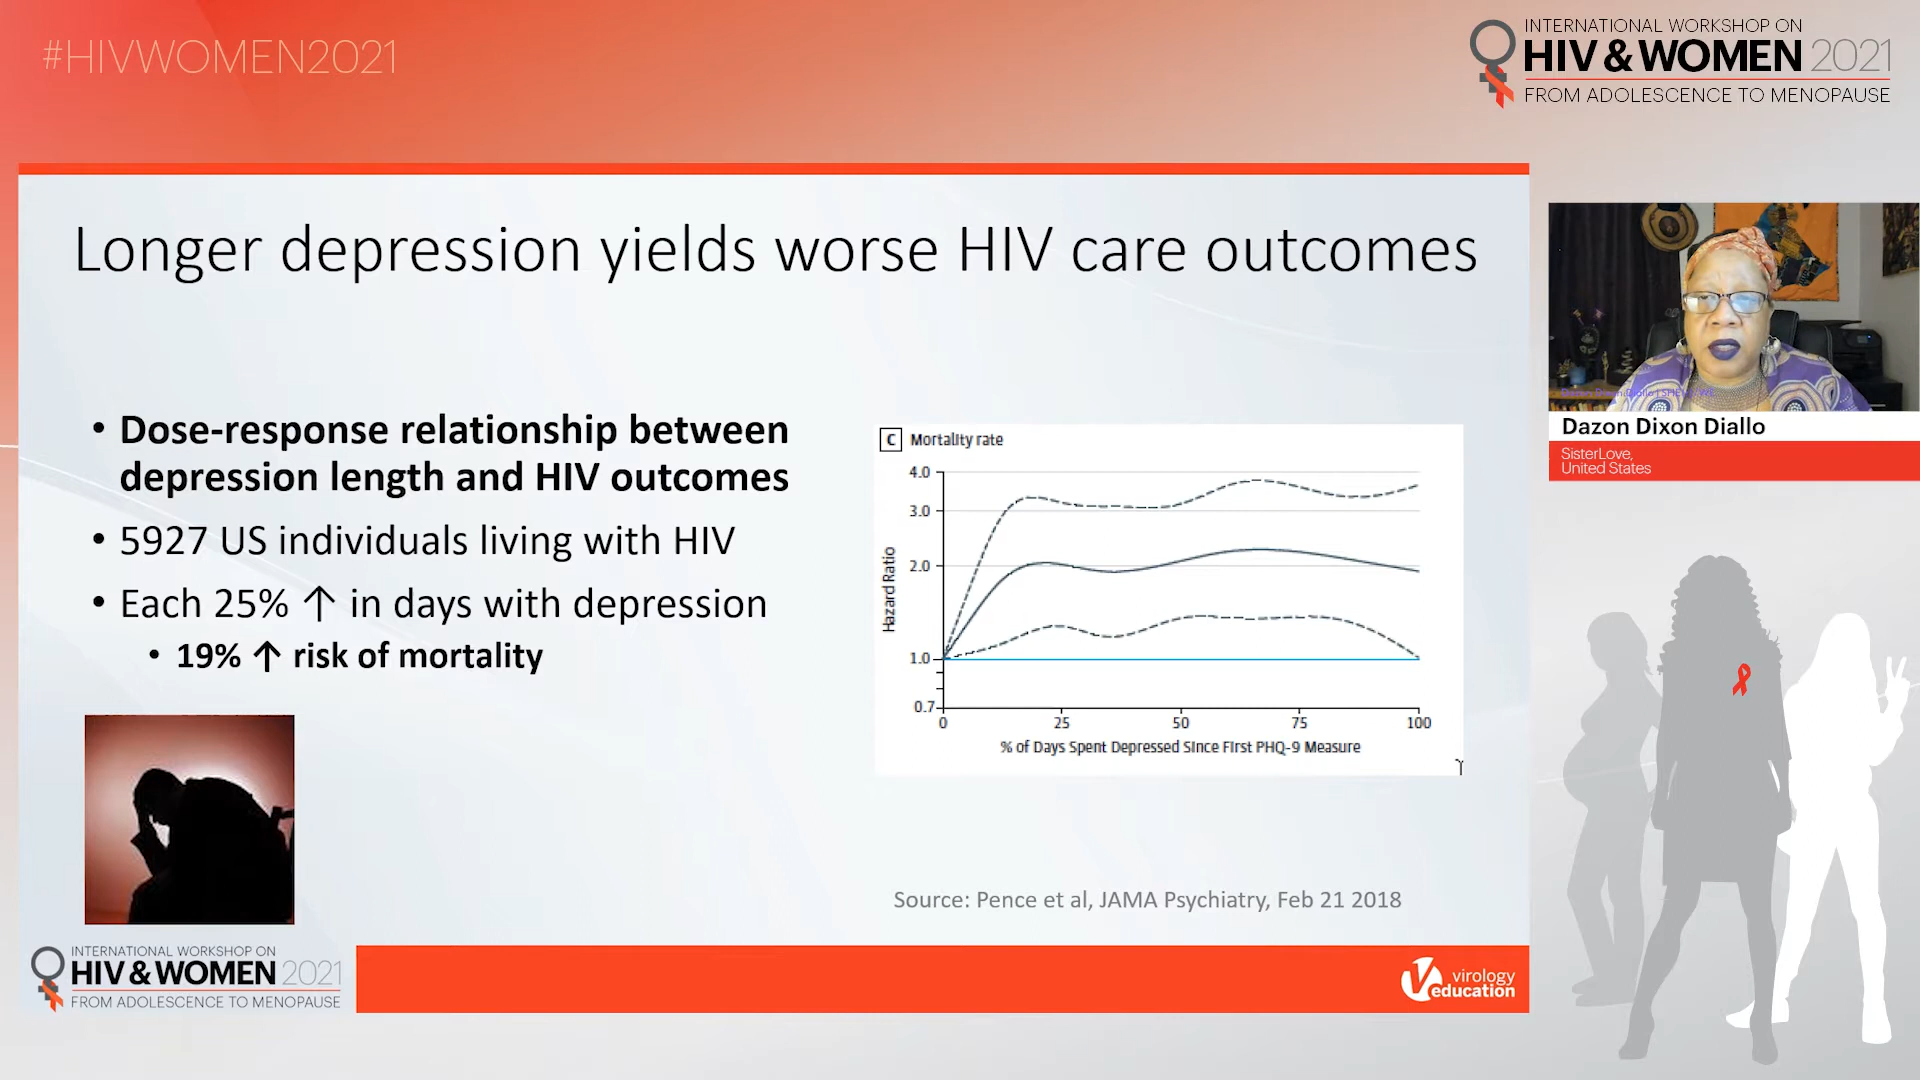 #HIVWOMEN2021
INTERNATIONAL WORKSHOP ON
HIV & WOMEN 2021
FROM ADOLESCENCE TO MENOPAUSE
Longer depression yields worse HIV care outcomes
• Dose-response relationship between
depression length and HIV outcomes
• 5927 US individuals living with HIV
• Each 25% ↑ in days with depression
• 19% ↑ risk of mortality
C Mortality rate
4.0
3.0
2.0
1.0
0.7
Hazard Ratio
0 25 50 75 100
% of Days Spent Depressed Since First PHQ-9 Measure
Source: Pence et al, JAMA Psychiatry, Feb 21 2018
Dazon Dixon Diallo
SisterLove,
United States
INTERNATIONAL WORKSHOP ON
HIV & WOMEN 2021
FROM ADOLESCENCE TO MENOPAUSE
virology
education